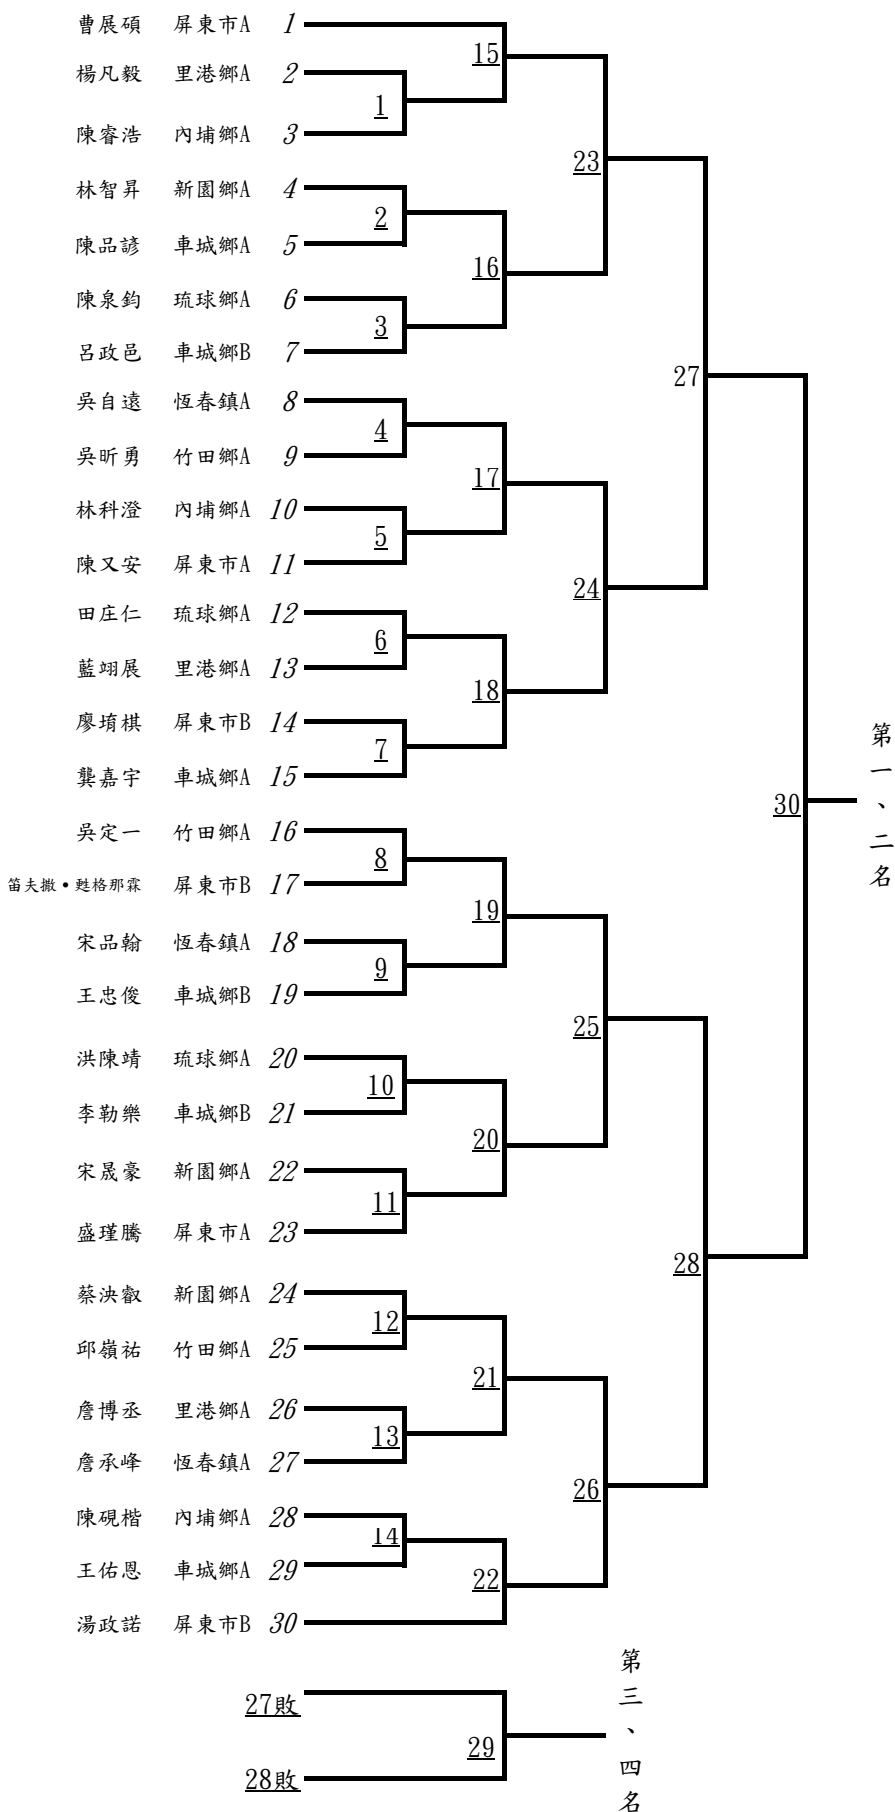 曹展碩 屏東市A 1
15
楊凡毅 里港鄉A 2
1
陳睿浩 內埔鄉A 3
23
林智昇 新園鄉A 4
2
陳品諺 車城鄉A 5
16
陳泉鈞 琉球鄉A 6
3
呂政邑 車城鄉B 7
27
吳自遠 恆春鎮A 8
4
吳昕勇 竹田鄉A 9
17
林科澄 內埔鄉A 10
5
陳又安 屏東市A 11
24
田庄仁 琉球鄉A 12
6
藍翊展 里港鄉A 13
18
廖堉棋 屏東市B 14
7
龔嘉宇 車城鄉A 15
第一、二名
30
吳定一 竹田鄉A 16
8
笛夫撒•甦格那霖 屏東市B 17
19
宋品翰 恆春鎮A 18
9
王忠俊 車城鄉B 19
25
洪陳靖 琉球鄉A 20
10
李勒樂 車城鄉B 21
20
宋晟豪 新園鄉A 22
11
盛瑾騰 屏東市A 23
28
蔡泱叡 新園鄉A 24
12
邱嶺祐 竹田鄉A 25
21
詹博丞 里港鄉A 26
13
詹承峰 恆春鎮A 27
26
陳硯楷 內埔鄉A 28
14
王佑恩 車城鄉A 29
22
湯政諾 屏東市B 30
第三、四名
27敗
29
28敗